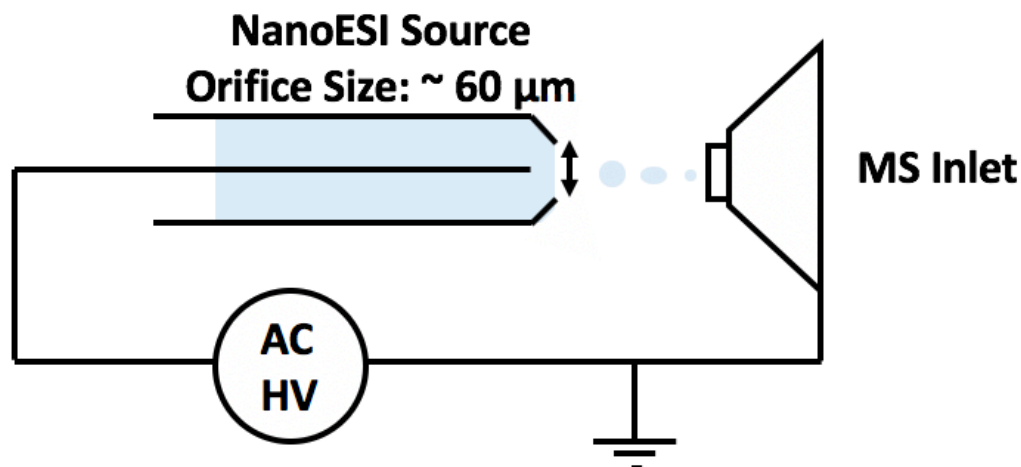 NanoESI Source
Orifice Size: ~ 60 μm
MS Inlet
AC
HV